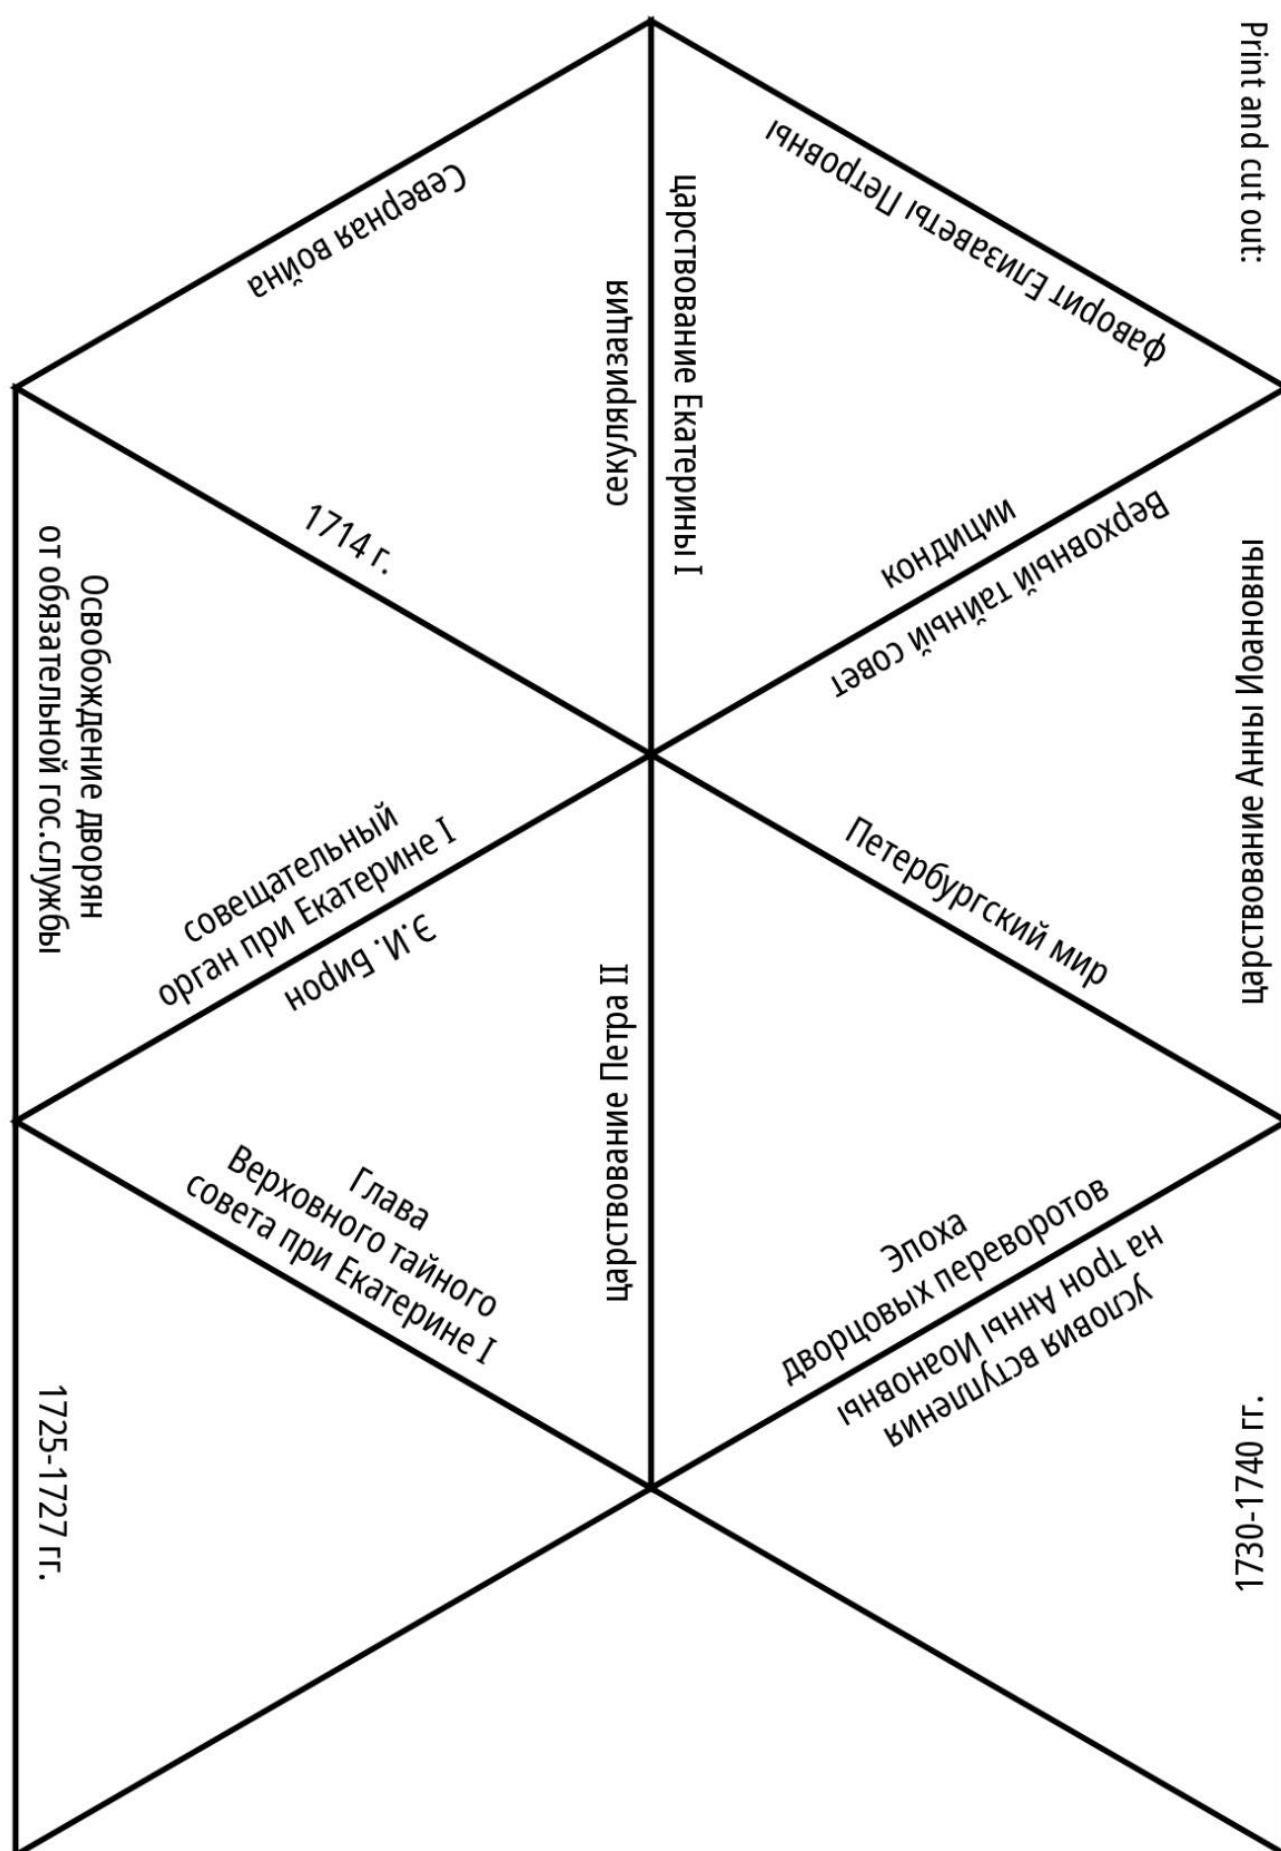 Print and cut out:
фаворит Елизаветы Петровны
Северная война
царствование Екатерины I
секуляризация
кондиции
Верховный тайный совет
1714 г.
царствование Анны Иоановны
Освобождение дворян
от обязательной гос.службы
совещательный
орган при Екатерине I
Э.И. Бирон
Петербургский мир
царствование Петра II
Глава
Верховного тайного
совета при Екатерине I
Эпоха
дворцовых переворотов
условия вступления
на трон Анны Иоановны
1725-1727 гг.
1730-1740 гг.